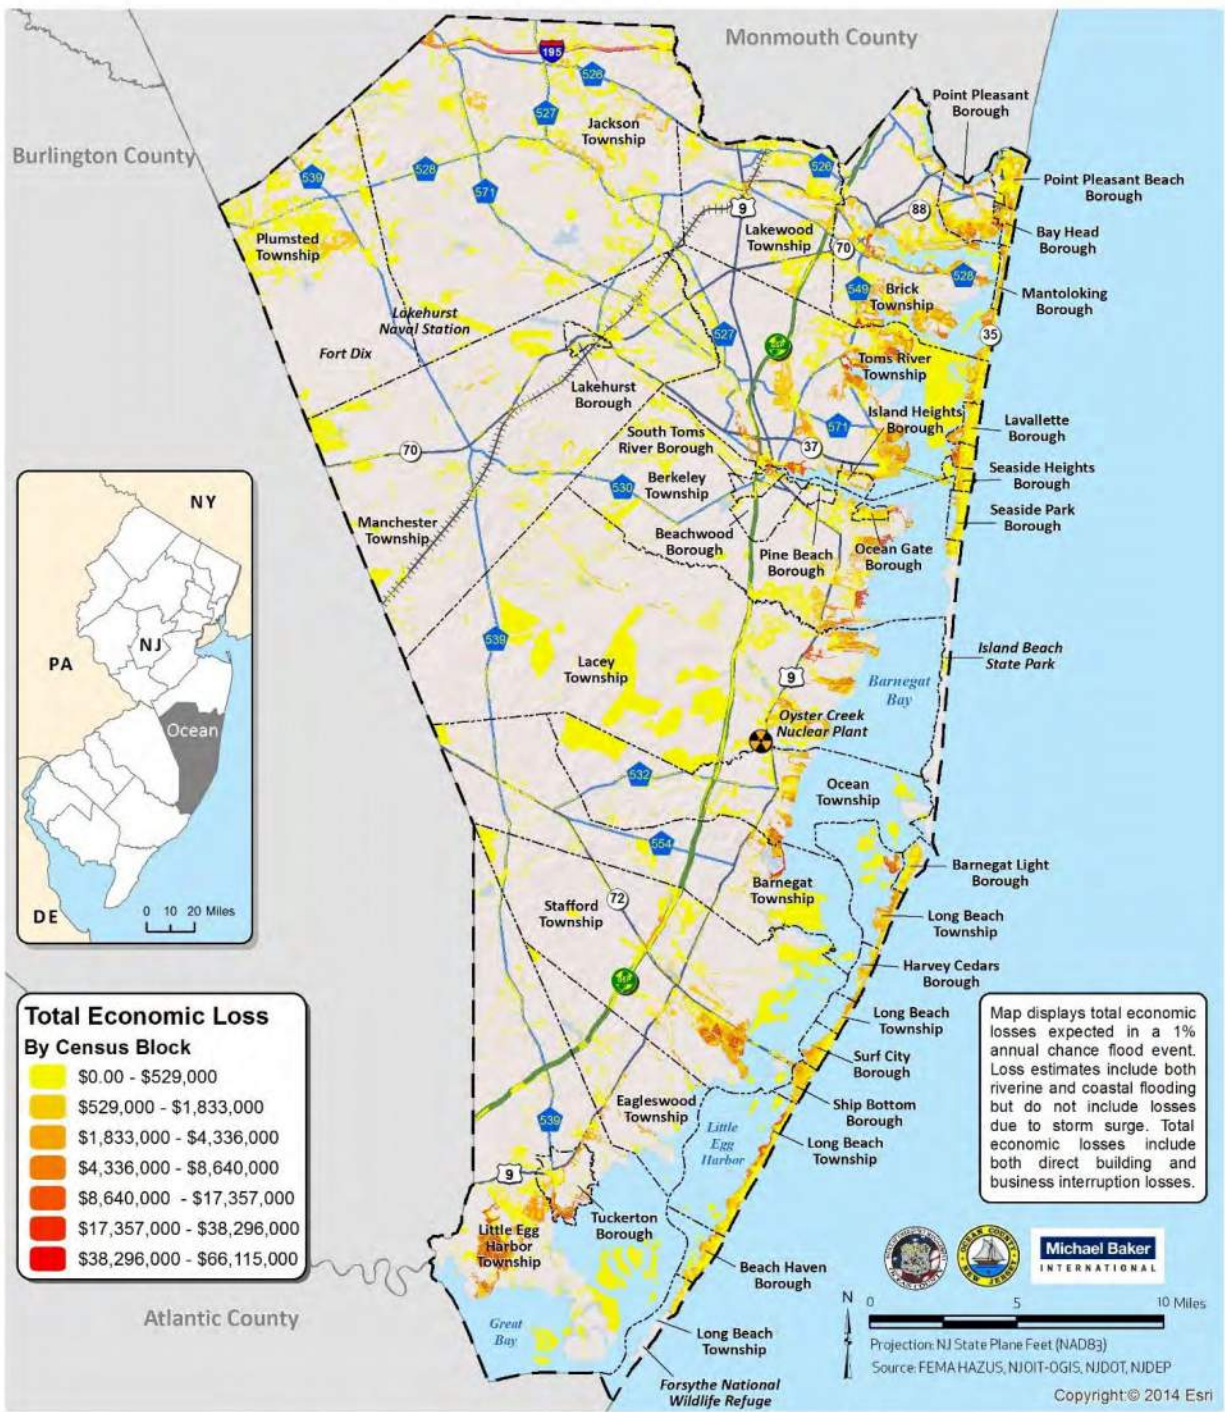 Monmouth County
Burlington County
Atlantic County
195
526
527
Jackson
Township
539
528
571
526
Point Pleasant
Borough
Point Pleasant Beach
Borough
9
88
Lakewood
Township
70
Bay Head
Borough
Plumsted
Township
549
Brick
Township
528
Mantoloking
Borough
Lakehurst
Naval Station
Fort Dix
527
35
Toms River
Township
Lakehurst
Borough
Island Heights
Borough
571
Lavallette
Borough
South Toms
River Borough
37
70
Seaside Heights
Borough
Berkeley
Township
530
Seaside Park
Borough
Manchester
Township
Beachwood
Borough
Pine Beach
Borough
Ocean Gate
Borough
539
Lacey
Township
Island Beach
State Park
9
Barnegat
Bay
Oyster Creek
Nuclear Plant
532
Ocean
Township
554
Barnegat Light
Borough
Barnegat
Township
72
Stafford
Township
Long Beach
Township
Harvey Cedars
Borough
Long Beach
Township
Surf City
Borough
Eagleswood
Township
539
Ship Bottom
Borough
Little
Egg
Harbor
Long Beach
Township
9
Tuckerton
Borough
Little Egg
Harbor
Township
Beach Haven
Borough
Great
Bay
Long Beach
Township
Forsythe National
Wildlife Refuge
NY
PA
NJ
Ocean
DE
0 10 20 Miles
Total Economic Loss
By Census Block
$0.00 - $529,000
$529,000 - $1,833,000
$1,833,000 - $4,336,000
$4,336,000 - $8,640,000
$8,640,000 - $17,357,000
$17,357,000 - $38,296,000
$38,296,000 - $66,115,000
Map displays total economic
losses expected in a 1%
annual chance flood event.
Loss estimates include both
riverine and coastal flooding
but do not include losses
due to storm surge. Total
economic losses include
both direct building and
business interruption losses.
OCEAN COUNTY
NEW JERSEY
Michael Baker
INTERNATIONAL
N
0 5 10 Miles
Projection: NJ State Plane Feet (NAD83)
Source: FEMA HAZUS, NJOIT-OGIS, NJDOT, NJDEP
Copyright:© 2014 Esri